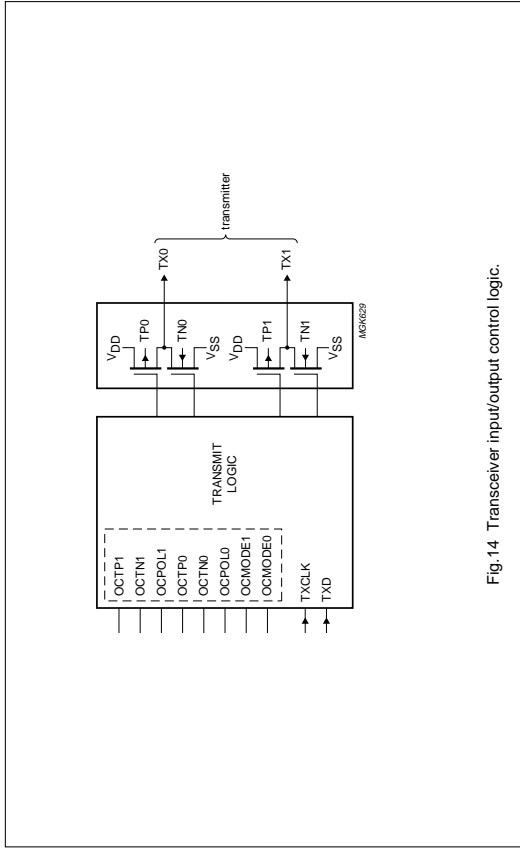 OCTP1
OCTN1
OCPOL1
OCTP0
OCTN0
OCPOL0
OCMODE1
OCMODE0
TXCLK
TXD
TRANSMIT
LOGIC
VDD
TP0
TN0
VSS
VDD
TP1
TN1
VSS
MGK629
TX0
TX1
transmitter
Fig.14 Transceiver input/output control logic.